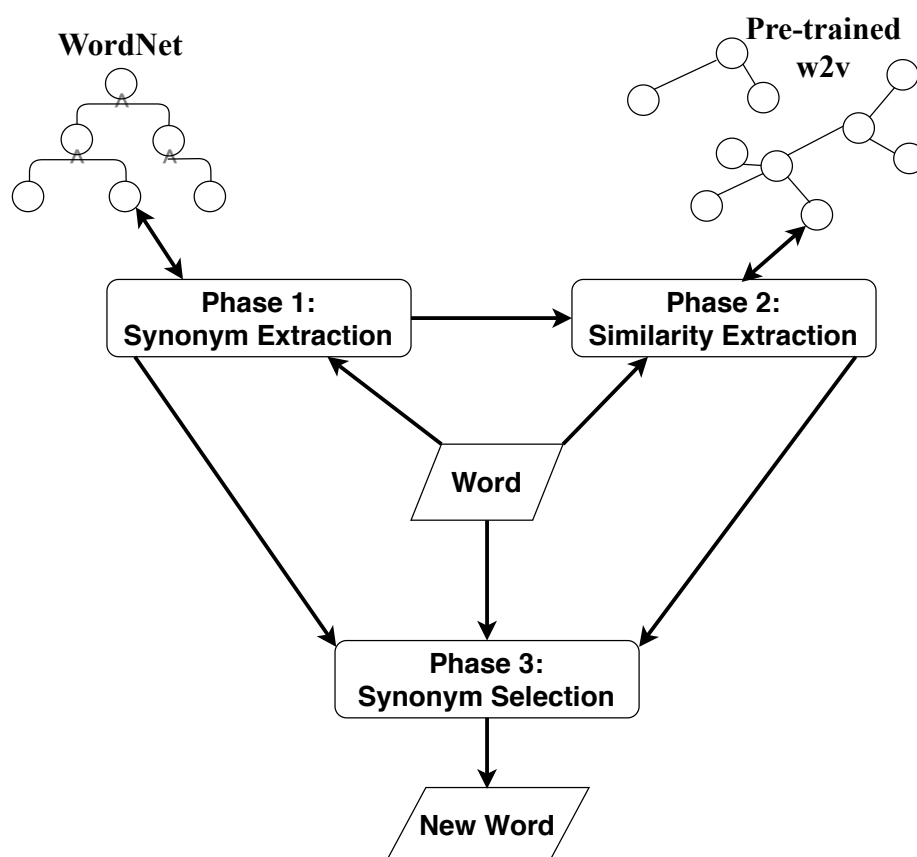 WordNet
Pre-trained
w2v
Phase 1:
Synonym Extraction
Phase 2:
Similarity Extraction
Word
Phase 3:
Synonym Selection
New Word